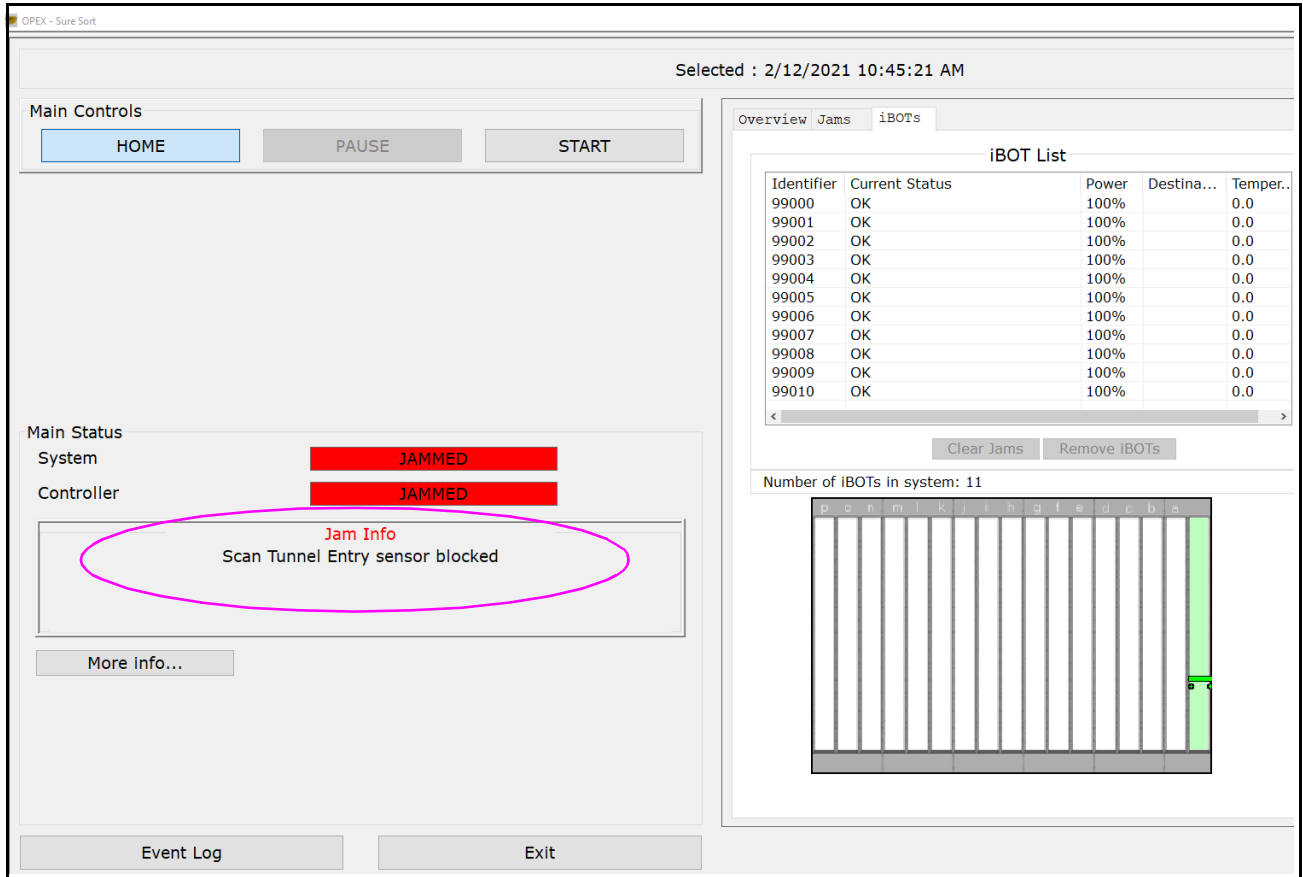 OPEX - Sure Sort
Selected : 2/12/2021 10:45:21 AM
Main Controls
HOME PAUSE START
Main Status
System JAMMED
Controller JAMMED
Jam Info
Scan Tunnel Entry sensor blocked
More info...
Event Log Exit
Overview Jams iBOTs
iBOT List
Identifier Current Status Power Destina... Temper..
99000 OK 100% 0.0
99001 OK 100% 0.0
99002 OK 100% 0.0
99003 OK 100% 0.0
99004 OK 100% 0.0
99005 OK 100% 0.0
99006 OK 100% 0.0
99007 OK 100% 0.0
99008 OK 100% 0.0
99009 OK 100% 0.0
99010 OK 100% 0.0
Clear Jams Remove iBOTs
Number of iBOTs in system: 11
p o n m l k j i h g f e d c b a